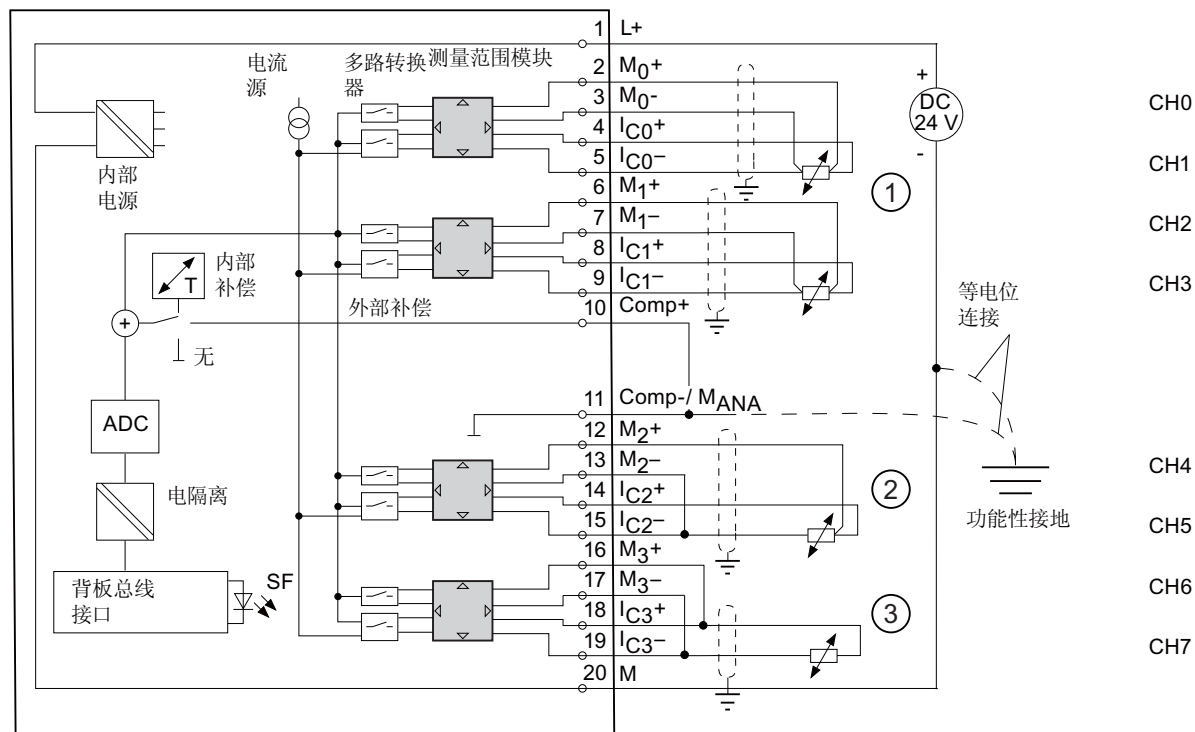 1 L+
电流源
多路转换器
测量范围模块
2 M0+
3 M0-
4 IC0+
5 IC0−
6 M1+
7 M1−
8 IC1+
9 IC1−
10 Comp+
+
DC
24 V
-
CH0
CH1
CH2
CH3
内部
电源
①
内部
补偿
T
外部补偿
+
无
等电位
连接
ADC
11 Comp-/ MANA
12 M2+
13 M2−
14 IC2+
15 IC2−
16 M3+
17 M3−
18 IC3+
19 IC3−
20 M
②
③
电隔离
功能性接地
CH4
CH5
CH6
CH7
背板总线
接口
SF